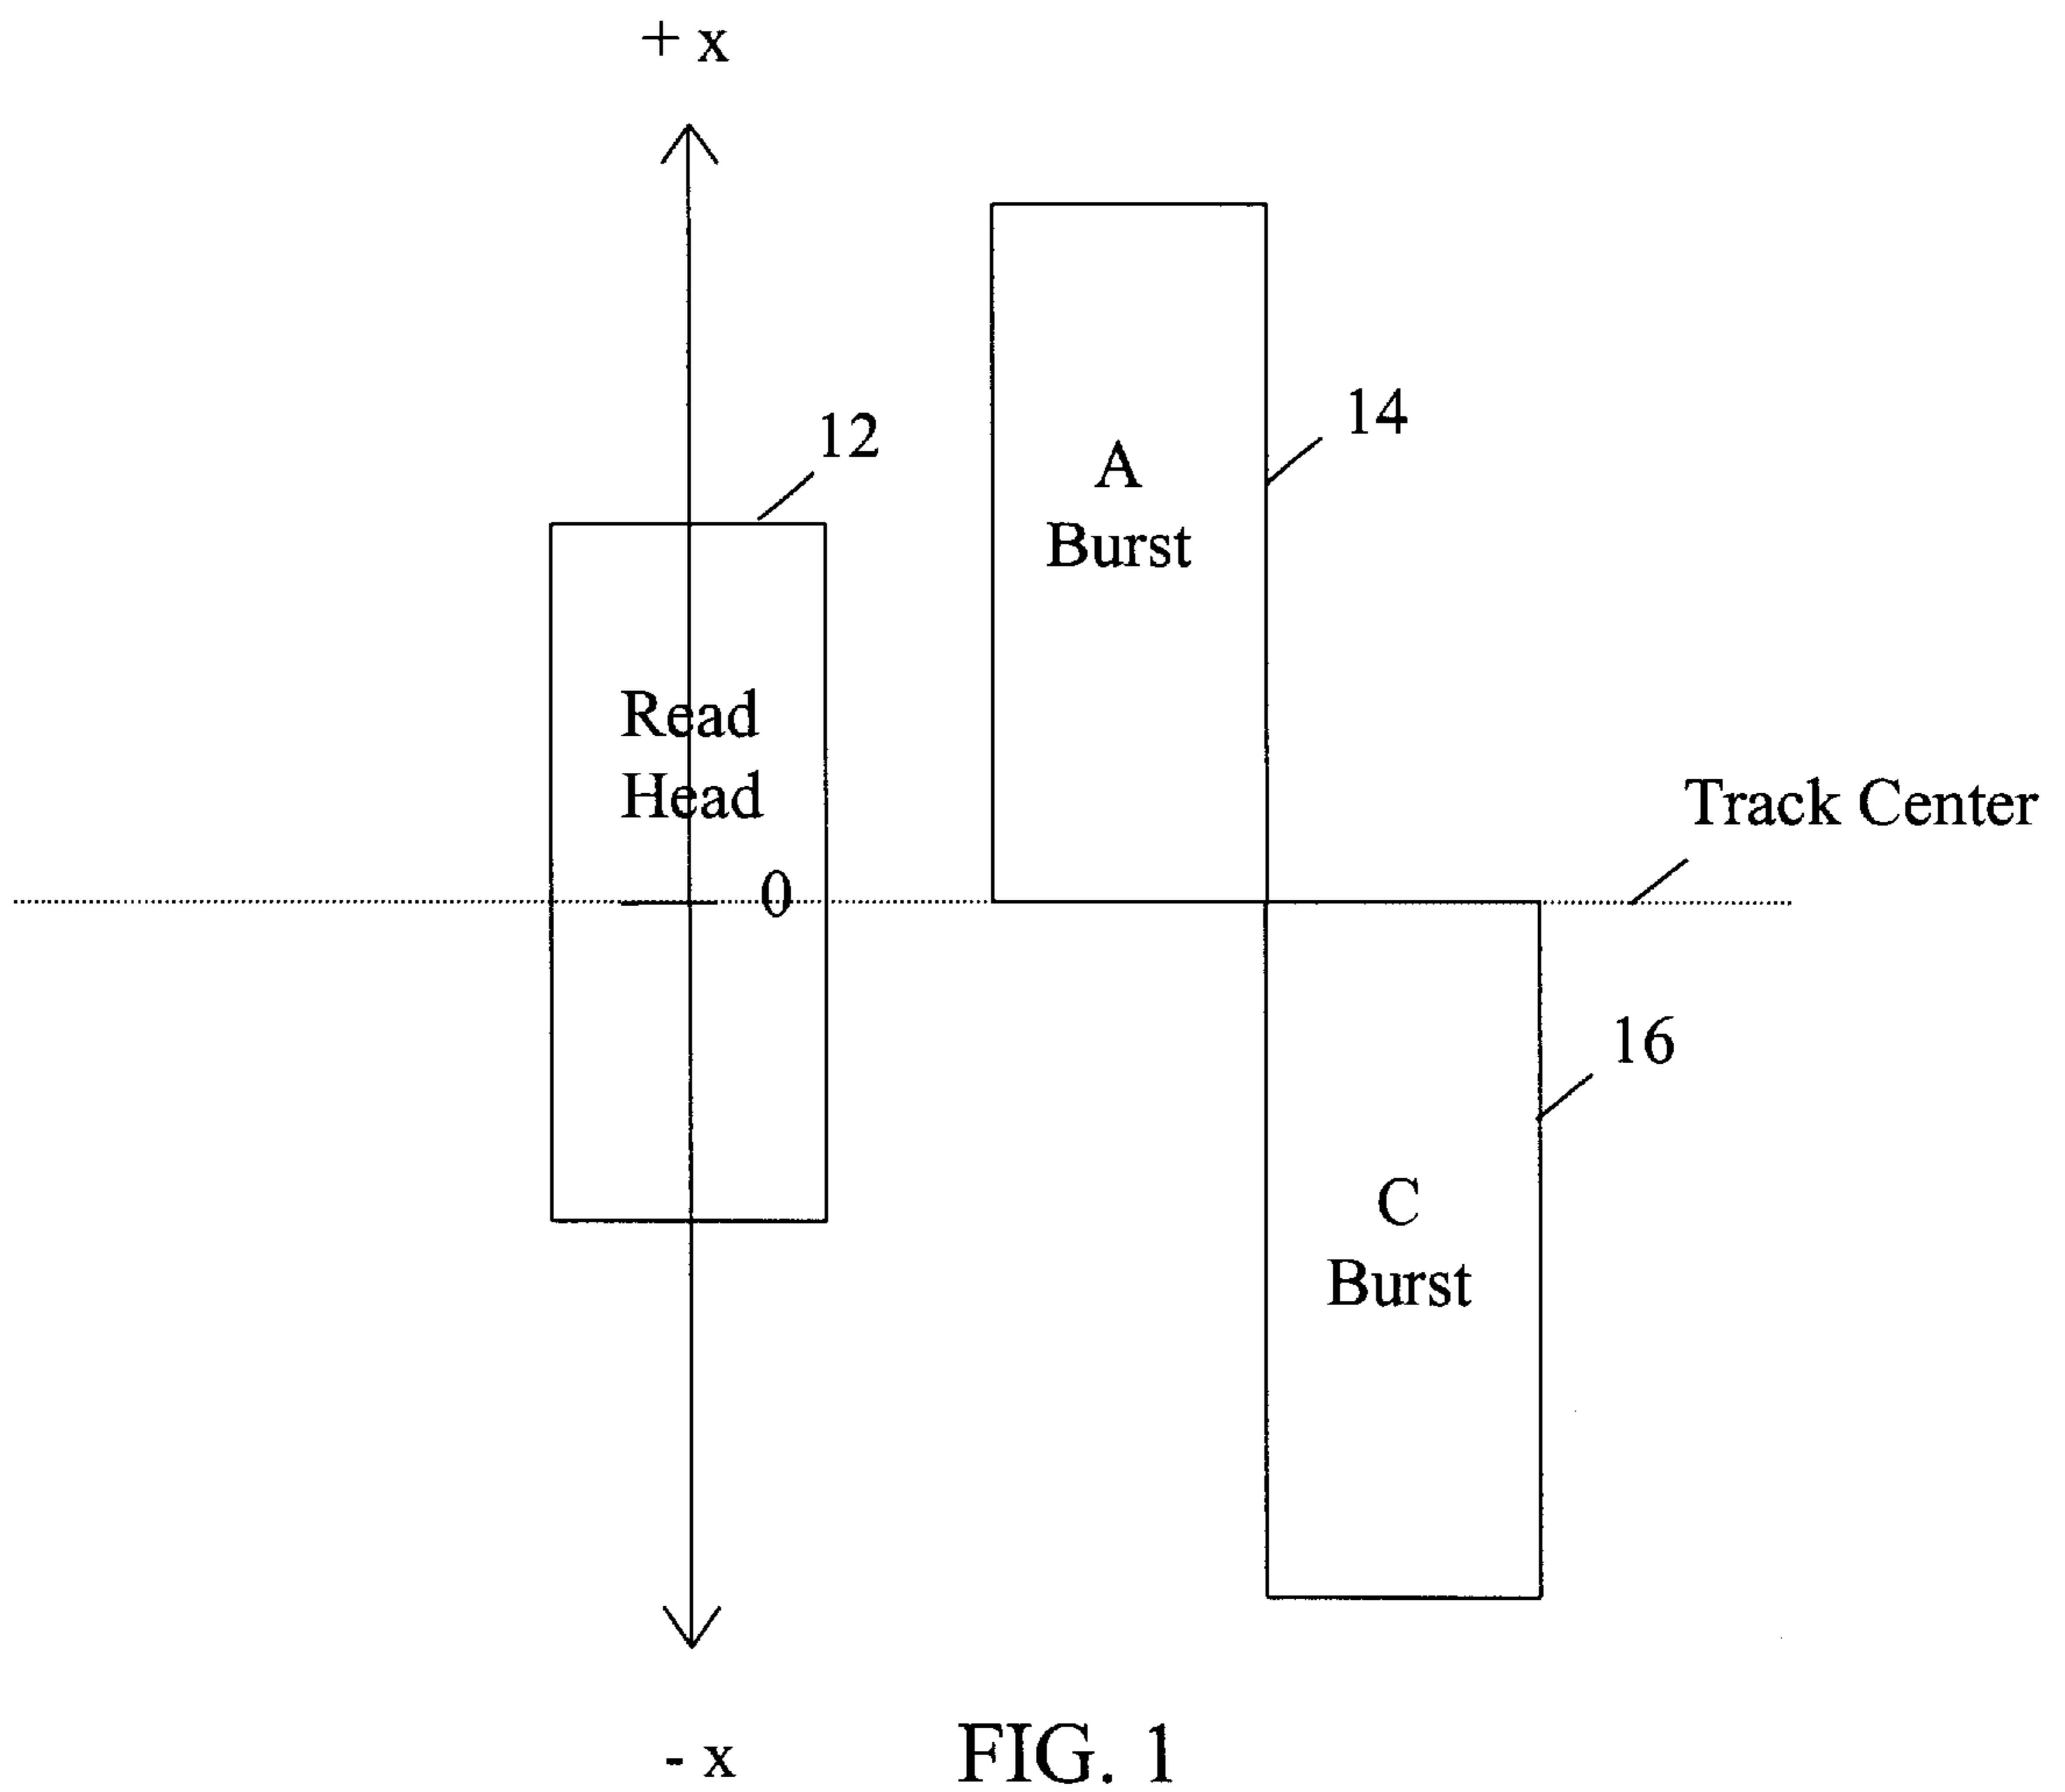 + x
12
14
A
Burst
Read
Head
0
Track Center
16
C
Burst
- x
FIG. 1